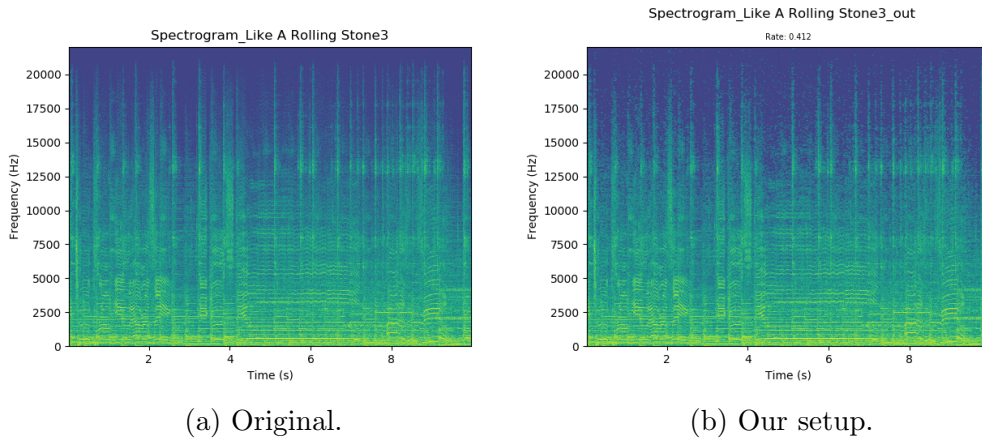 Spectrogram_Like A Rolling Stone3
20000
17500
15000
12500
10000
7500
5000
2500
0
2
4
6
8
Frequency (Hz)
Time (s)
(a) Original.
Spectrogram_Like A Rolling Stone3_out
Rate: 0.412
20000
17500
15000
12500
10000
7500
5000
2500
0
2
4
6
8
Frequency (Hz)
Time (s)
(b) Our setup.